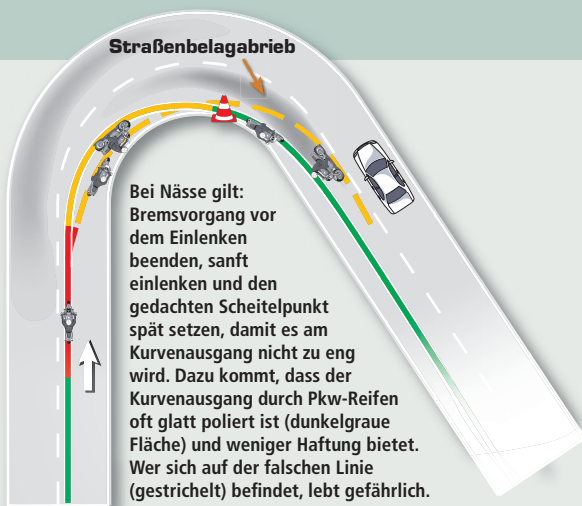 Straßenbelagabrieb
Bei Nässe gilt:
Bremsvorgang vor
dem Einlenken
beenden, sanft
einlenken und den
gedachten Scheitelpunkt
spät setzen, damit es am
Kurvenausgang nicht zu eng
wird. Dazu kommt, dass der
Kurvenausgang durch Pkw-Reifen
oft glatt poliert ist (dunkelgraue
Fläche) und weniger Haftung bietet.
Wer sich auf der falschen Linie
(gestrichelt) befindet, lebt gefährlich.